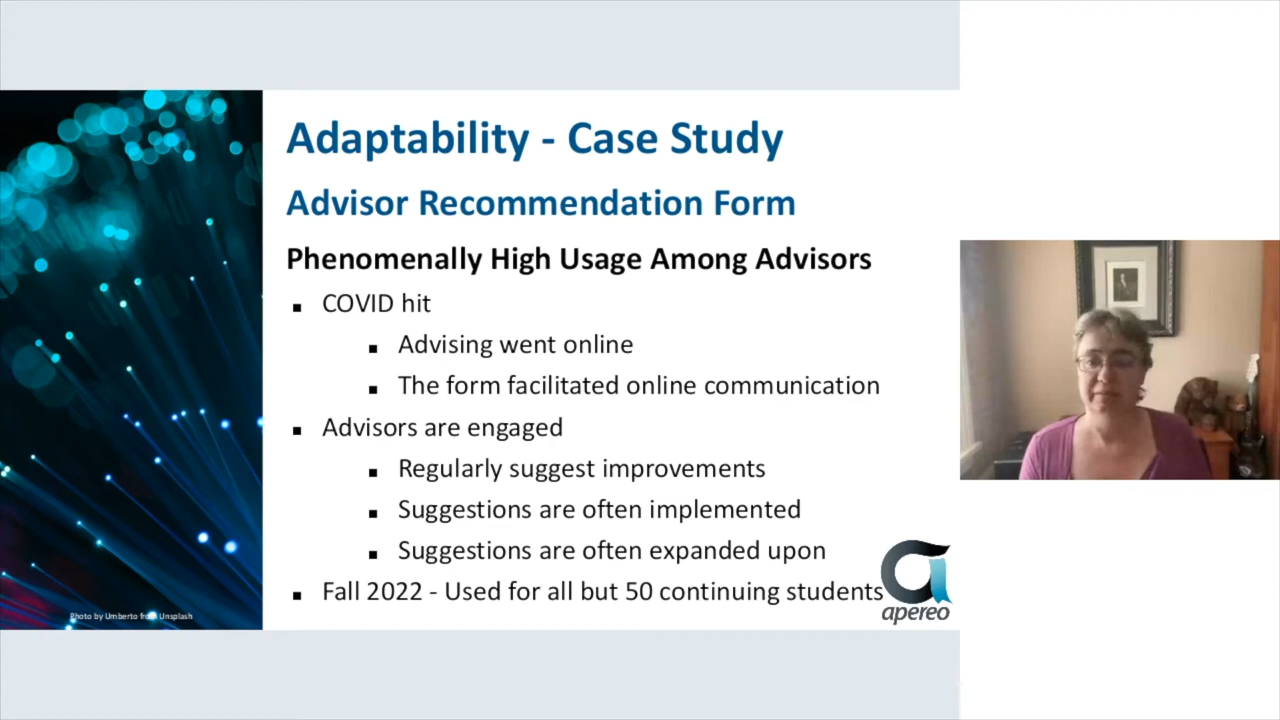 Adaptability - Case Study
Advisor Recommendation Form
Phenomenally High Usage Among Advisors
▪ COVID hit
▪ Advising went online
▪ The form facilitated online communication
▪ Advisors are engaged
▪ Regularly suggest improvements
▪ Suggestions are often implemented
▪ Suggestions are often expanded upon
▪ Fall 2022 - Used for all but 50 continuing students
apereo
Photo by Umberto from Unsplash